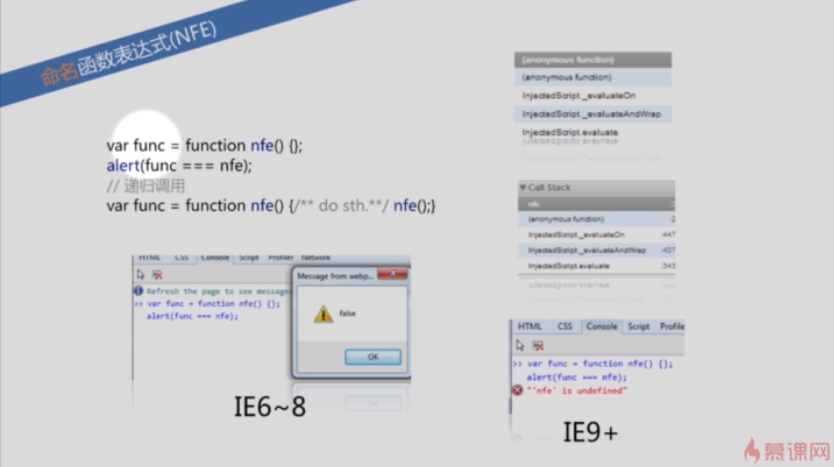 命名函数表达式(NFE)
var func = function nfe() {};
alert(func === nfe);
// 递归调用
var func = function nfe() {/** do sth.**/ nfe();}
(anonymous function)
(anonymous function)
InjectedScript._evaluateOn
InjectedScript._evaluateAndWrap
InjectedScript.evaluate
▼ Call Stack
nfe
(anonymous function) :2
InjectedScript._evaluateOn :447
InjectedScript._evaluateAndWrap :407
InjectedScript.evaluate :343
HTML CSS Console Script Profiler Network
Refresh the page to see messages
>> var func = function nfe() {};
alert(func === nfe);
Message from webp...
false
OK
IE6~8
HTML CSS Console Script Profile
>> var func = function nfe() {};
alert(func === nfe);
"'nfe' is undefined"
IE9+
慕课网